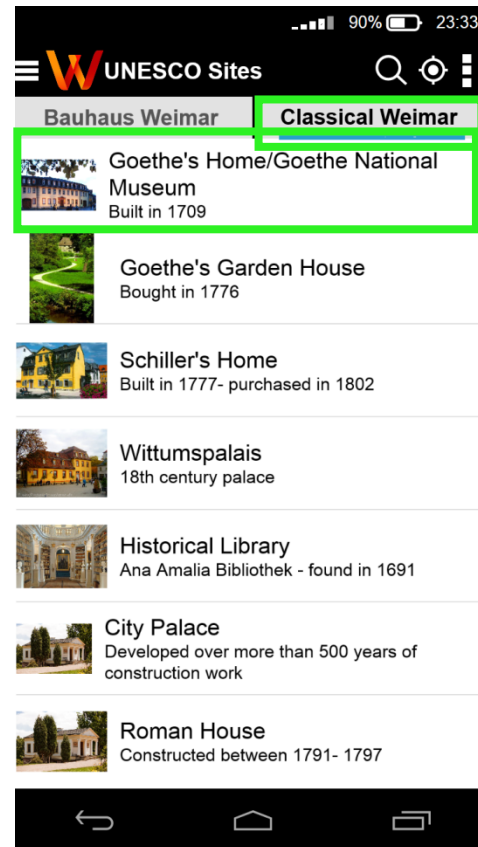 90% 23:33
UNESCO Sites
Bauhaus Weimar Classical Weimar
Goethe's Home/Goethe National
Museum
Built in 1709
Goethe's Garden House
Bought in 1776
Schiller's Home
Built in 1777- purchased in 1802
Wittumspalais
18th century palace
Historical Library
Ana Amalia Bibliothek - found in 1691
City Palace
Developed over more than 500 years of
construction work
Roman House
Constructed between 1791- 1797